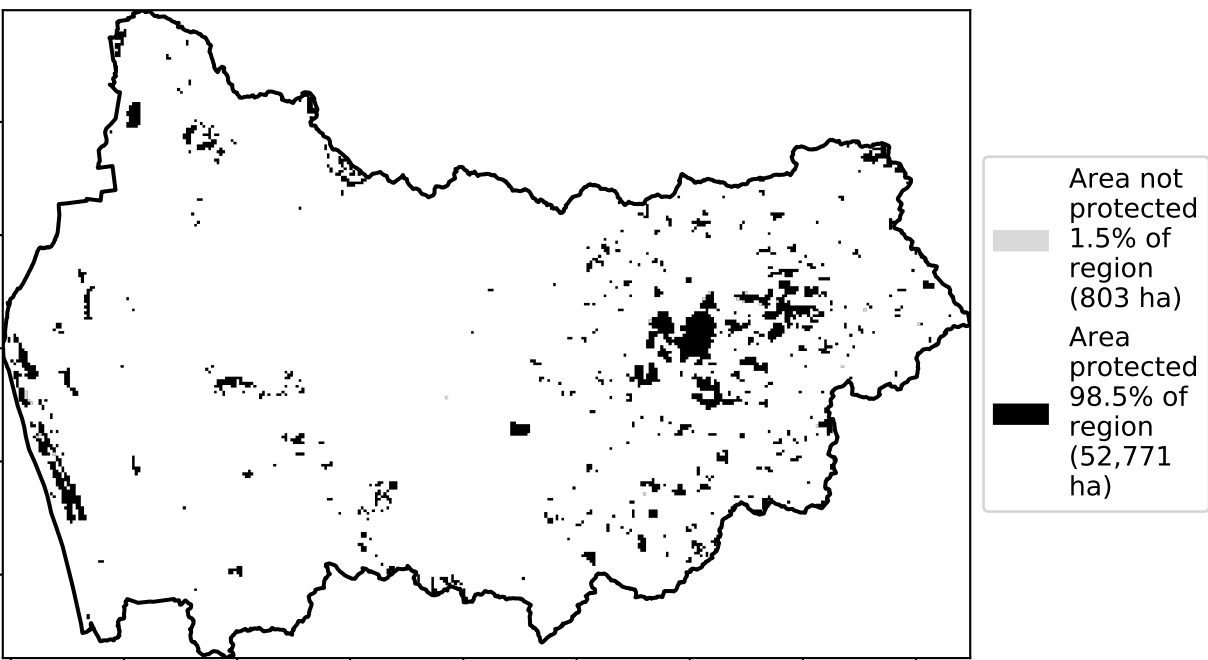 Area not
protected
1.5% of
region
(803 ha)
Area
protected
98.5% of
region
(52,771
ha)